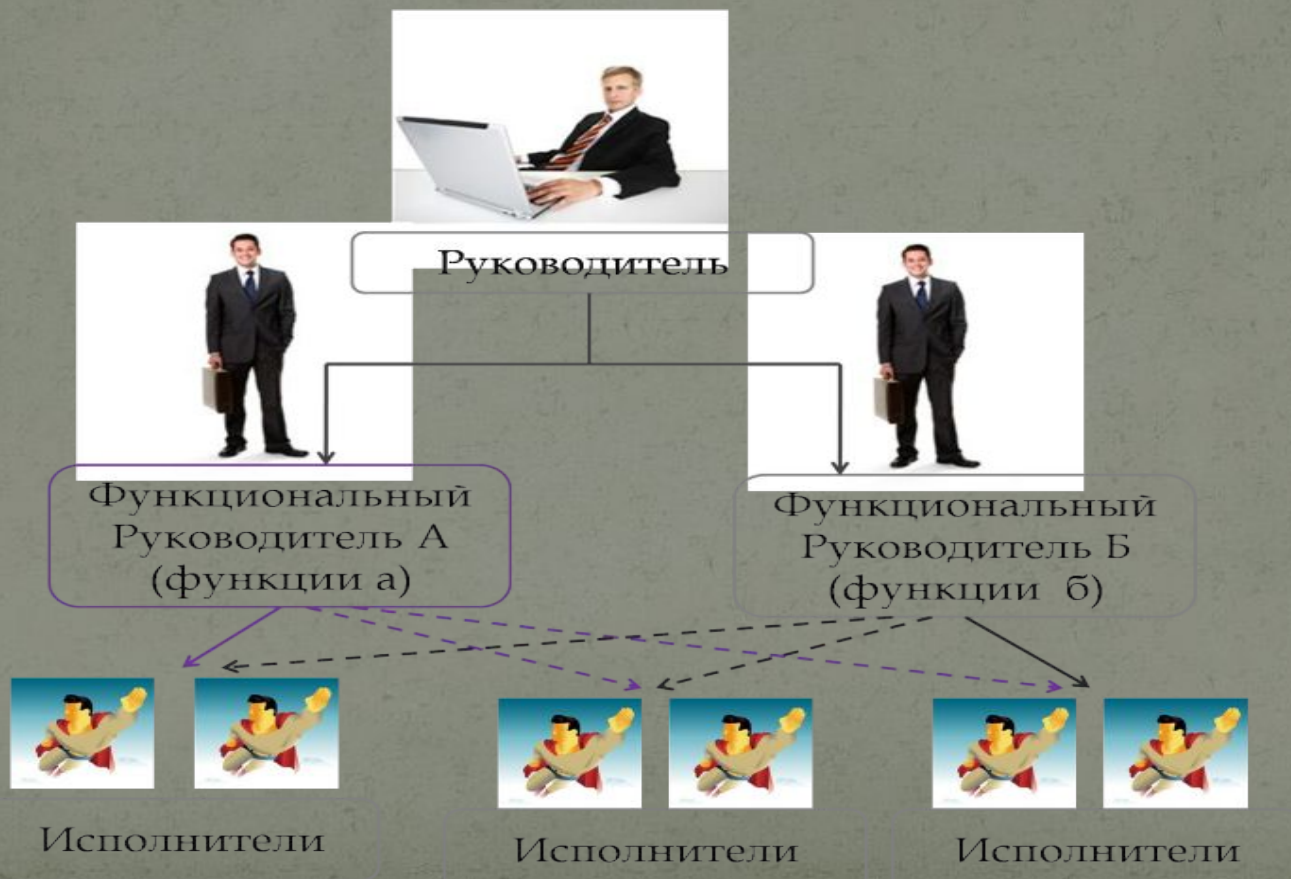 Руководитель
Функциональный
Руководитель А
(функции а)
Функциональный
Руководитель Б
(функции б)
Исполнители
Исполнители
Исполнители